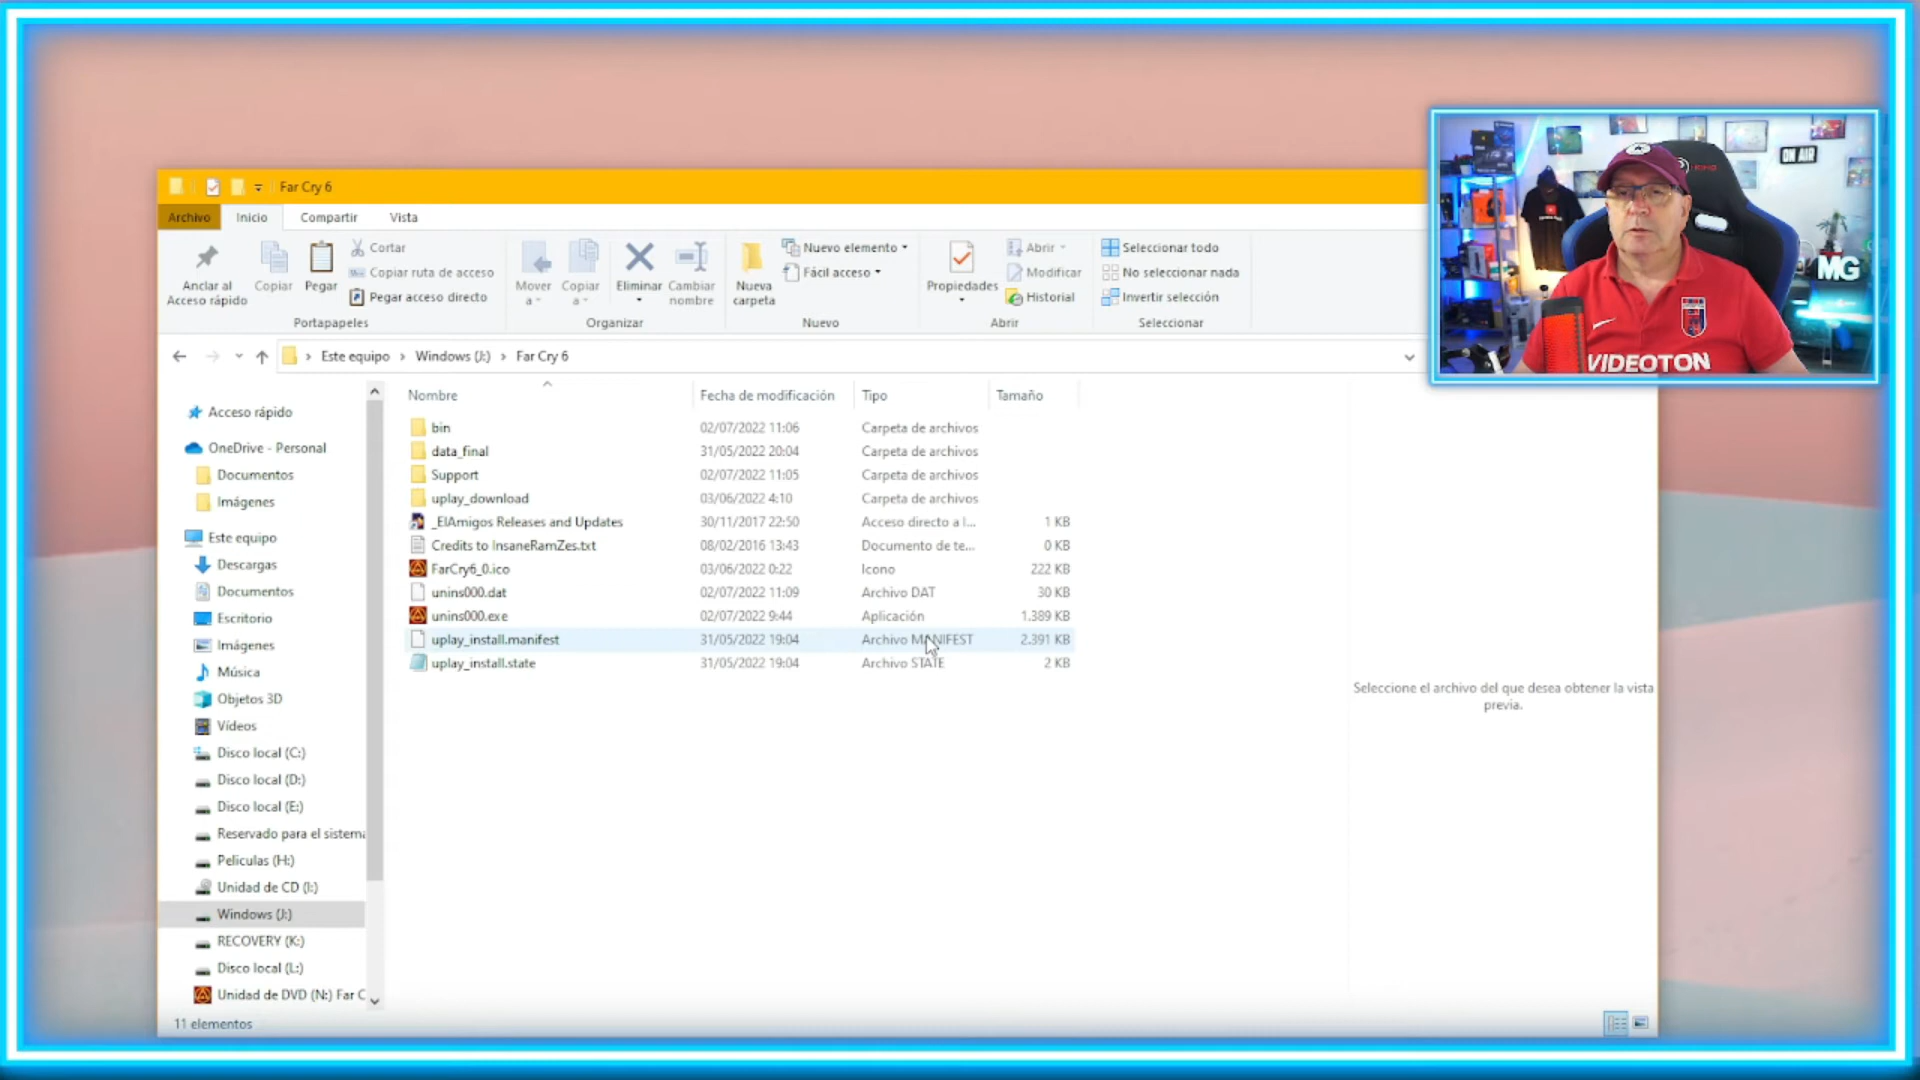 Far Cry 6
Archivo Inicio Compartir Vista
Anclar al Acceso rápido
Copiar
Pegar
Cortar
Copiar ruta de acceso
Pegar acceso directo
Portapapeles
Mover a
Copiar a
Eliminar
Cambiar nombre
Organizar
Nueva carpeta
Nuevo elemento
Fácil acceso
Nuevo
Propiedades
Abrir
Modificar
Historial
Abrir
Seleccionar todo
No seleccionar nada
Invertir selección
Seleccionar
ON AIR
MG
VIDEOTON
Este equipo > Windows (J:) > Far Cry 6
Nombre Fecha de modificación Tipo Tamaño
bin 02/07/2022 11:06 Carpeta de archivos
data_final 31/05/2022 20:04 Carpeta de archivos
Support 02/07/2022 11:05 Carpeta de archivos
uplay_download 03/06/2022 4:10 Carpeta de archivos
_ElAmigos Releases and Updates 30/11/2017 22:50 Acceso directo a I... 1 KB
Credits to InsaneRamZes.txt 08/02/2016 13:43 Documento de te... 0 KB
FarCry6_0.ico 03/06/2022 0:22 Icono 222 KB
unins000.dat 02/07/2022 11:09 Archivo DAT 30 KB
unins000.exe 02/07/2022 9:44 Aplicación 1.389 KB
uplay_install.manifest 31/05/2022 19:04 Archivo MANIFEST 2.391 KB
uplay_install.state 31/05/2022 19:04 Archivo STATE 2 KB
Acceso rápido
OneDrive - Personal
Documentos
Imágenes
Este equipo
Descargas
Documentos
Escritorio
Imágenes
Música
Objetos 3D
Vídeos
Disco local (C:)
Disco local (D:)
Disco local (E:)
Reservado para el sistema
Peliculas (H:)
Unidad de CD (I:)
Windows (J:)
RECOVERY (K:)
Disco local (L:)
Unidad de DVD (N:) Far C
Seleccione el archivo del que desea obtener la vista
previa.
11 elementos